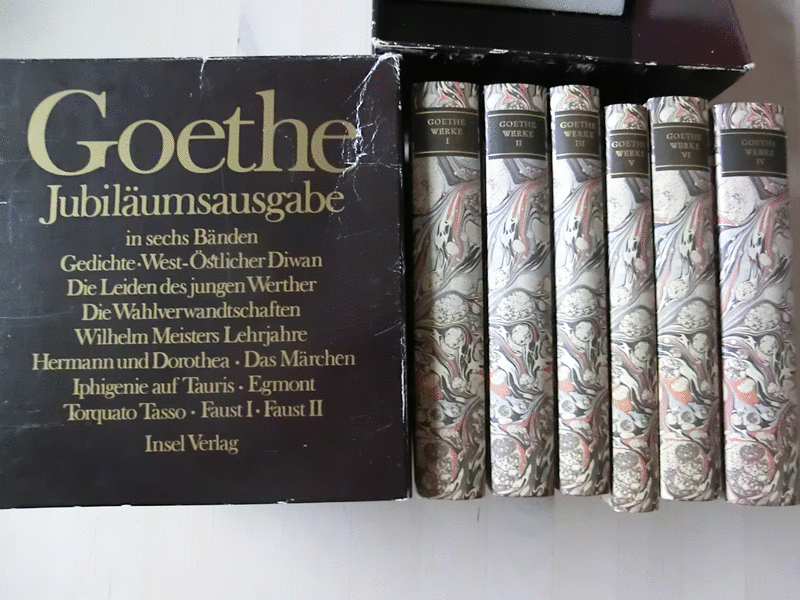 Goethe
Jubiläumsausgabe
in sechs Bänden
Gedichte·West-Östlicher Diwan
Die Leiden des jungen Werther
Die Wahlverwandtschaften
Wilhelm Meisters Lehrjahre
Hermann und Dorothea · Das Märchen
Iphigenie auf Tauris · Egmont
Torquato Tasso · Faust I · Faust II
Insel Verlag
GOETHE
WERKE
I
GOETHE
WERKE
II
GOETHE
WERKE
III
GOETHE
WERKE
V
GOETHE
WERKE
VI
GOETHE
WERKE
IV